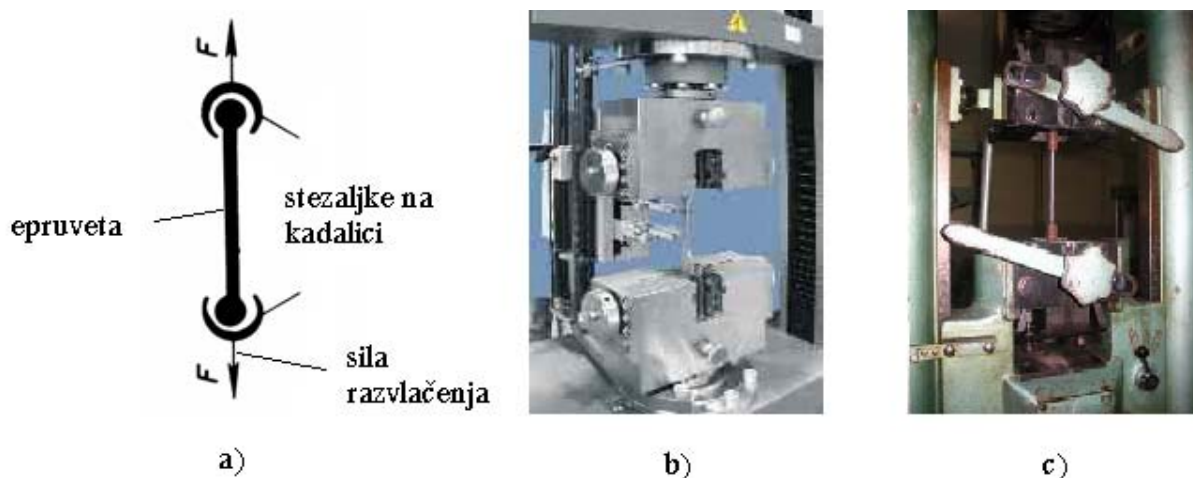 F
epruveta
stezaljke na
kadalici
F
sila
razvlačenja
a)
b)
c)